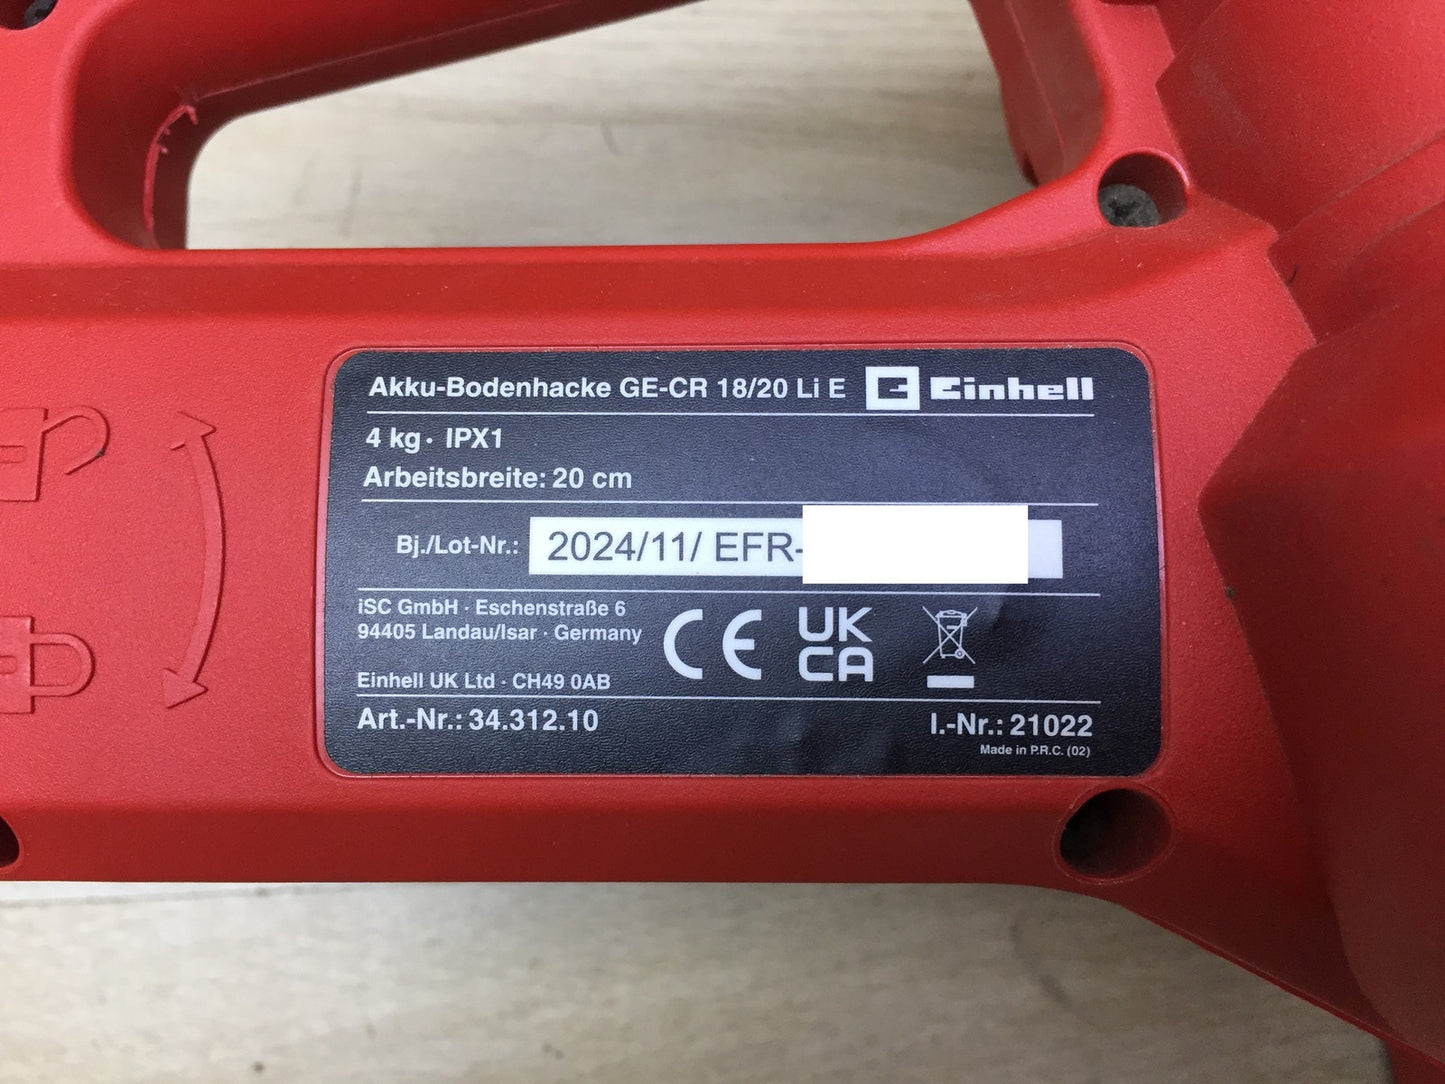 Akku-Bodenhacke GE-CR 18/20 Li E Einhell
4 kg · IPX1
Arbeitsbreite: 20 cm
Bj./Lot-Nr.: 2024/11/ EFR-
iSC GmbH · Eschenstraße 6
94405 Landau/Isar · Germany
CE UK CA
Einhell UK Ltd · CH49 0AB
Art.-Nr.: 34.312.10 I.-Nr.: 21022
Made in P.R.C. (02)